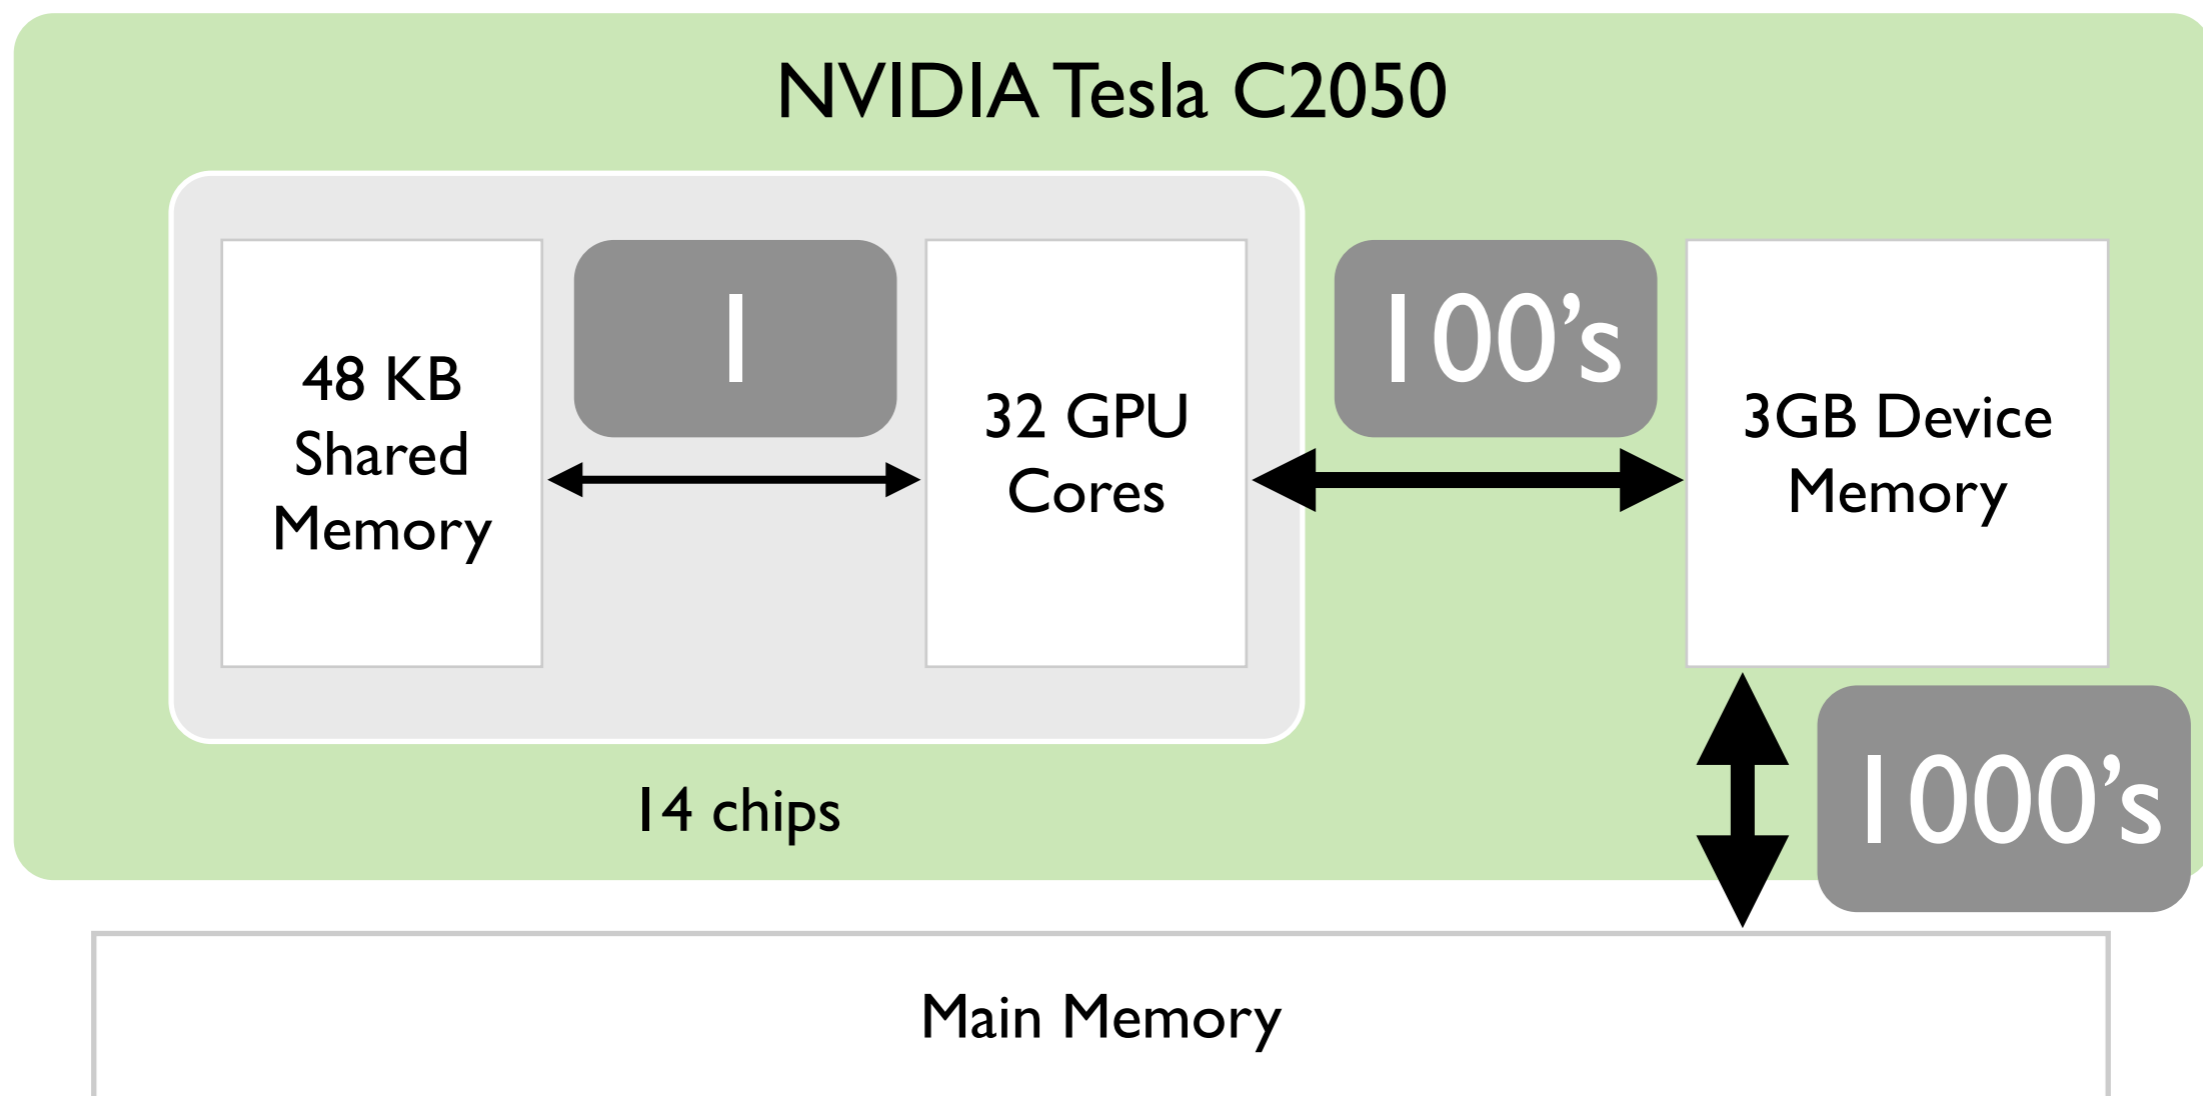 NVIDIA Tesla C2050
48 KB
Shared
Memory
1
32 GPU
Cores
100’s
3GB Device
Memory
14 chips
1000’s
Main Memory